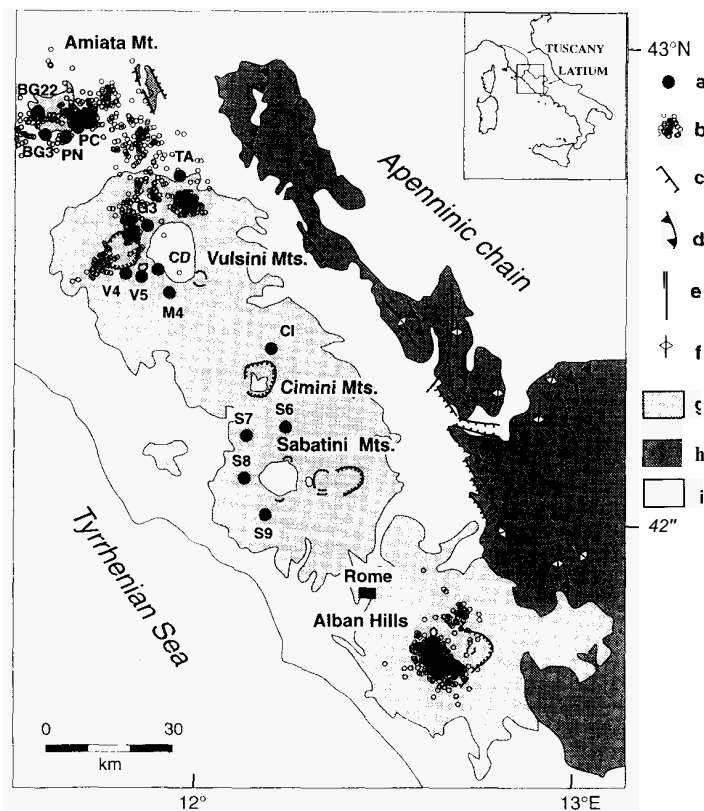 Amiata Mt.
TUSCANY
LATIUM
43°N
a
BG22
b
BG3
PN
PC
TA
c
Apenninic chain
G3
d
CD
Vulsini Mts.
V4
V5
M4
e
CI
f
Cimini Mts.
g
S7
S6
Sabatini Mts.
h
S8
i
S9
42"
Tyrrhenian Sea
Rome
Alban Hills
0
30
km
12°
13°E